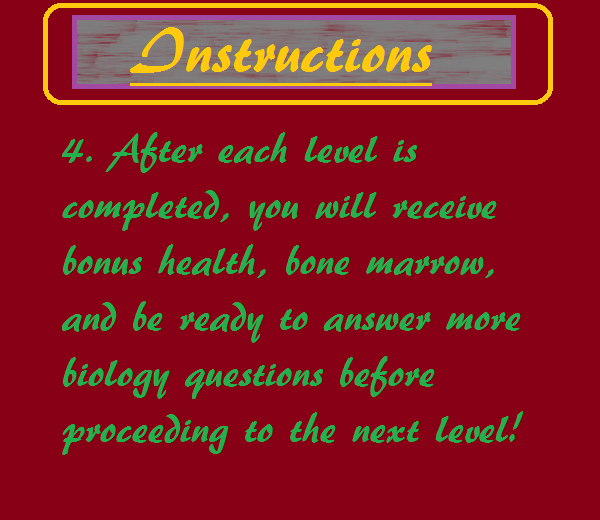 Instructions
4. After each level is
completed, you will receive
bonus health, bone marrow,
and be ready to answer more
biology questions before
proceeding to the next level!